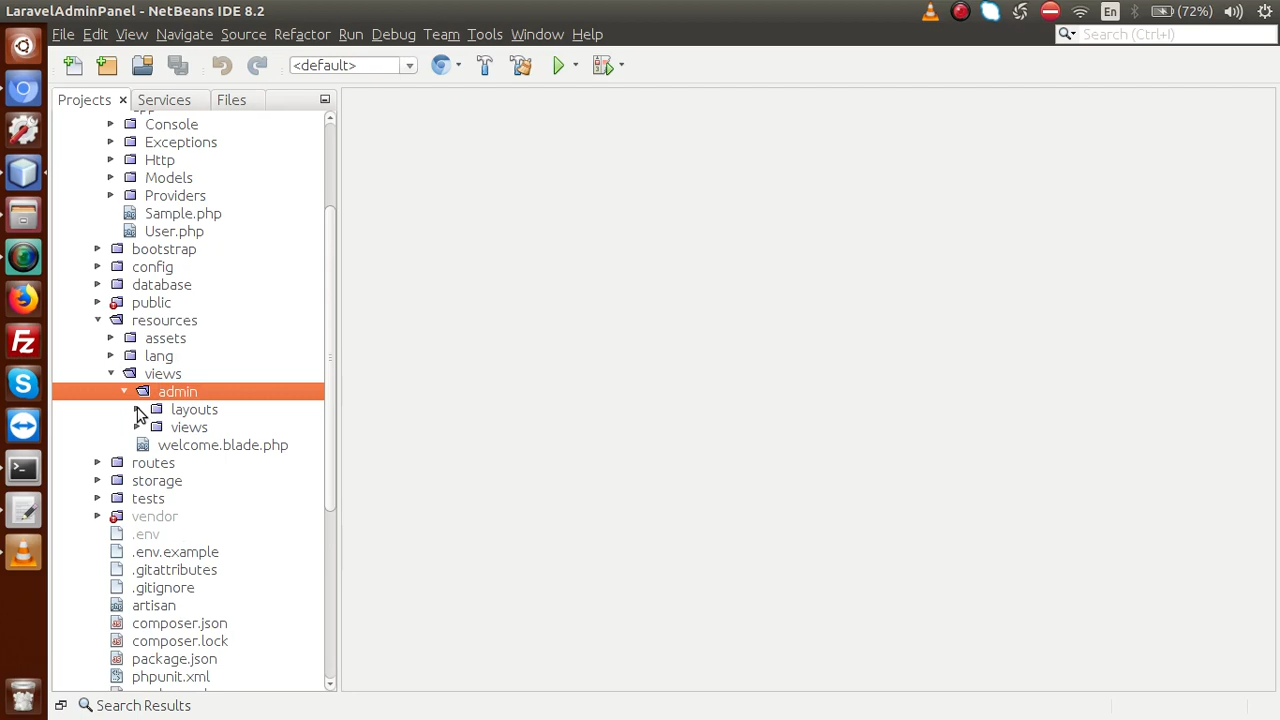 LaravelAdminPanel - NetBeans IDE 8.2
En
(72%)
File Edit View Navigate Source Refactor Run Debug Team Tools Window Help
Search (Ctrl+I)
<default>
Projects
Services
Files
Console
Exceptions
Http
Models
Providers
Sample.php
User.php
bootstrap
config
database
public
resources
assets
lang
views
admin
layouts
views
welcome.blade.php
routes
storage
tests
vendor
.env
.env.example
.gitattributes
.gitignore
artisan
composer.json
composer.lock
package.json
phpunit.xml
Search Results